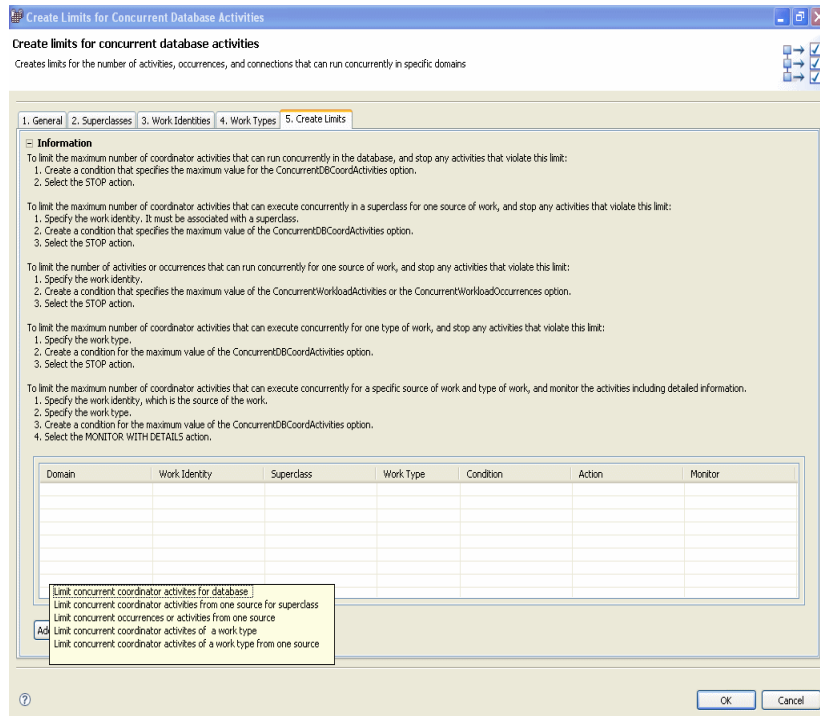 Create Limits for Concurrent Database Activities
Create limits for concurrent database activities
Creates limits for the number of activities, occurrences, and connections that can run concurrently in specific domains
1. General 2. Superclasses 3. Work Identities 4. Work Types 5. Create Limits
Information
To limit the maximum number of coordinator activities that can run concurrently in the database, and stop any activities that violate this limit:
1. Create a condition that specifies the maximum value for the ConcurrentDBCoordActivities option.
2. Select the STOP action.
To limit the maximum number of coordinator activities that can execute concurrently in a superclass for one source of work, and stop any activities that violate this limit:
1. Specify the work identity. It must be associated with a superclass.
2. Create a condition that specifies the maximum value of the ConcurrentDBCoordActivities option.
3. Select the STOP action.
To limit the number of activities or occurrences that can run concurrently for one source of work, and stop any activities that violate this limit:
1. Specify the work identity.
2. Create a condition that specifies the maximum value of the ConcurrentWorkloadActivities or the ConcurrentWorkloadOccurrences option.
3. Select the STOP action.
To limit the maximum number of coordinator activities that can execute concurrently for one type of work, and stop any activities that violate this limit:
1. Specify the work type.
2. Create a condition for the maximum value of the ConcurrentDBCoordActivities option.
3. Select the STOP action.
To limit the maximum number of coordinator activities that can execute concurrently for a specific source of work and type of work, and monitor the activities including detailed information.
1. Specify the work identity, which is the source of the work.
2. Specify the work type.
3. Create a condition for the maximum value of the ConcurrentDBCoordActivities option.
4. Select the MONITOR WITH DETAILS action.
Domain Work Identity Superclass Work Type Condition Action Monitor
Limit concurrent coordinator activites for database
Limit concurrent coordinator activities from one source for superclass
Limit concurrent occurrences or activities from one source
Limit concurrent coordinator activites of a work type
Limit concurrent coordinator activites of a work type from one source
OK Cancel